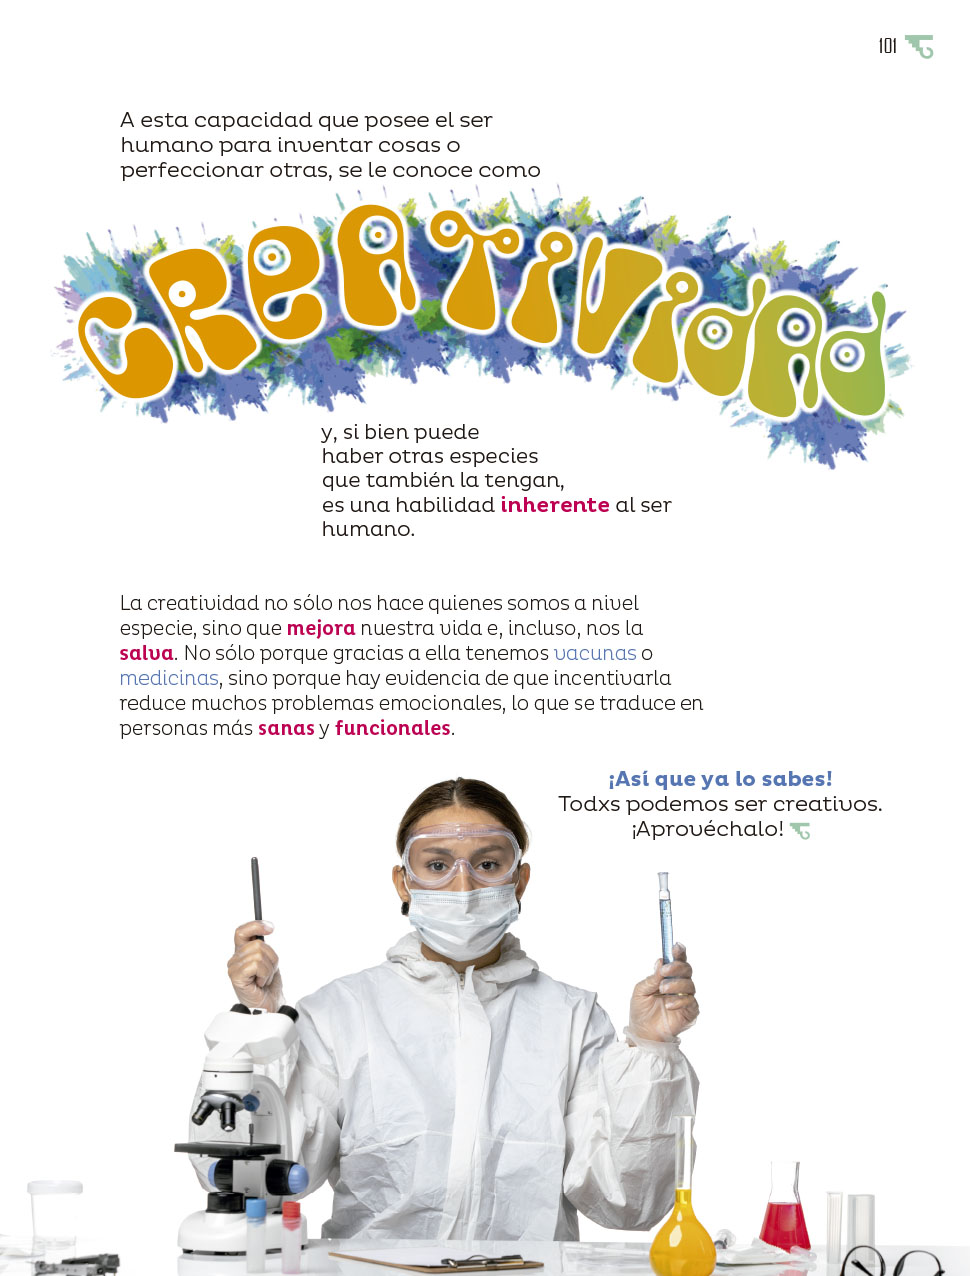 101
A esta capacidad que posee el ser
humano para inventar cosas o
perfeccionar otras, se le conoce como
CREATIVIDAD
y, si bien puede
haber otras especies
que también la tengan,
es una habilidad inherente al ser
humano.
La creatividad no sólo nos hace quienes somos a nivel
especie, sino que mejora nuestra vida e, incluso, nos la
salva. No sólo porque gracias a ella tenemos vacunas o
medicinas, sino porque hay evidencia de que incentivarla
reduce muchos problemas emocionales, lo que se traduce en
personas más sanas y funcionales.
¡Así que ya lo sabes!
Todxs podemos ser creativos.
¡Aprovéchalo!